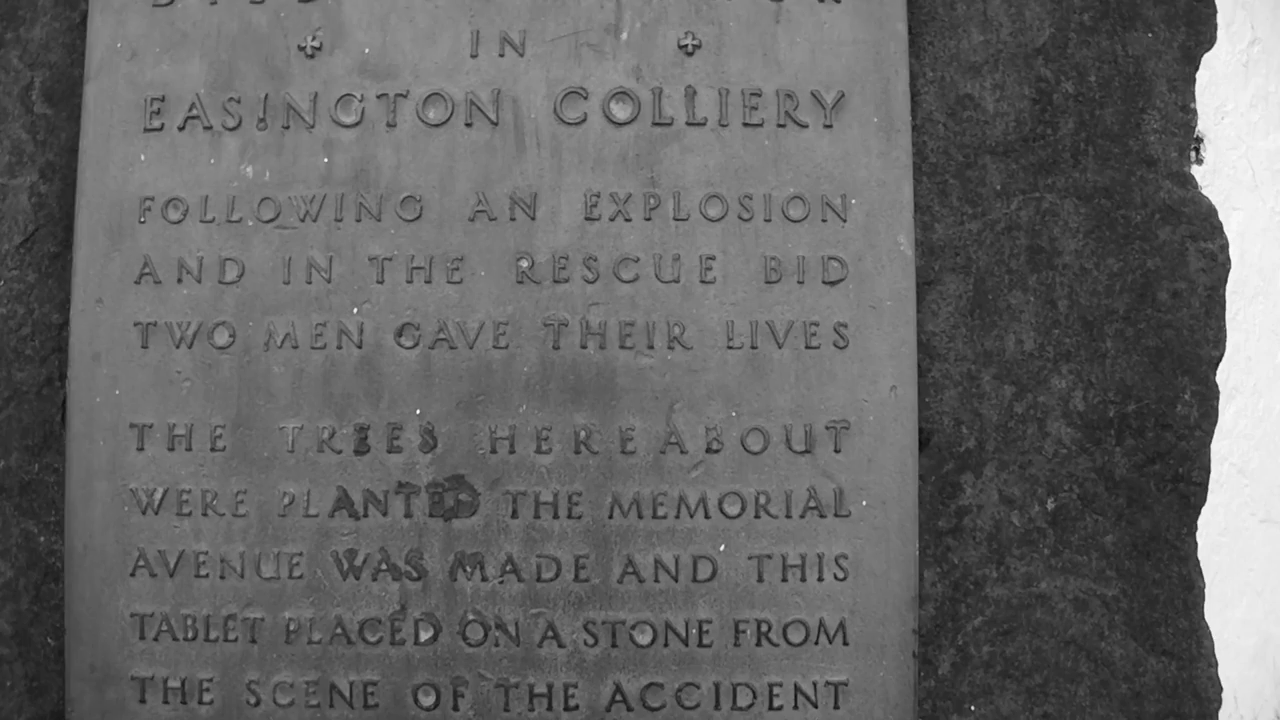 IN
EASINGTON COLLIERY
FOLLOWING AN EXPLOSION
AND IN THE RESCUE BID
TWO MEN GAVE THEIR LIVES
THE TREES HEREABOUT
WERE PLANTED THE MEMORIAL
AVENUE WAS MADE AND THIS
TABLET PLACED ON A STONE FROM
THE SCENE OF THE ACCIDENT